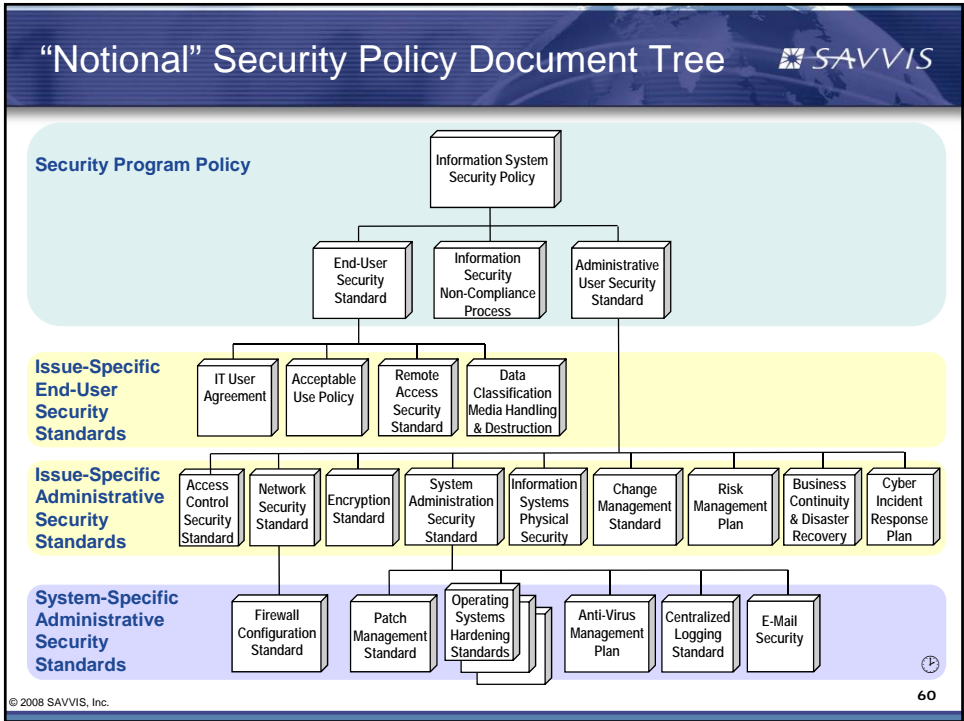 “Notional” Security Policy Document Tree
SAVVIS
Security Program Policy
Information System
Security Policy
End-User
Security
Standard
Information
Security
Non-Compliance
Process
Administrative
User Security
Standard
Issue-Specific
End-User
Security
Standards
IT User
Agreement
Acceptable
Use Policy
Remote
Access
Security
Standard
Data
Classification
Media Handling
& Destruction
Issue-Specific
Administrative
Security
Standards
Access
Control
Security
Standard
Network
Security
Standard
Encryption
Standard
System
Administration
Security
Standard
Information
Systems
Physical
Security
Change
Management
Standard
Risk
Management
Plan
Business
Continuity
& Disaster
Recovery
Cyber
Incident
Response
Plan
System-Specific
Administrative
Security
Standards
Firewall
Configuration
Standard
Patch
Management
Standard
Operating
Systems
Hardening
Standards
Anti-Virus
Management
Plan
Centralized
Logging
Standard
E-Mail
Security
© 2008 SAVVIS, Inc.
60